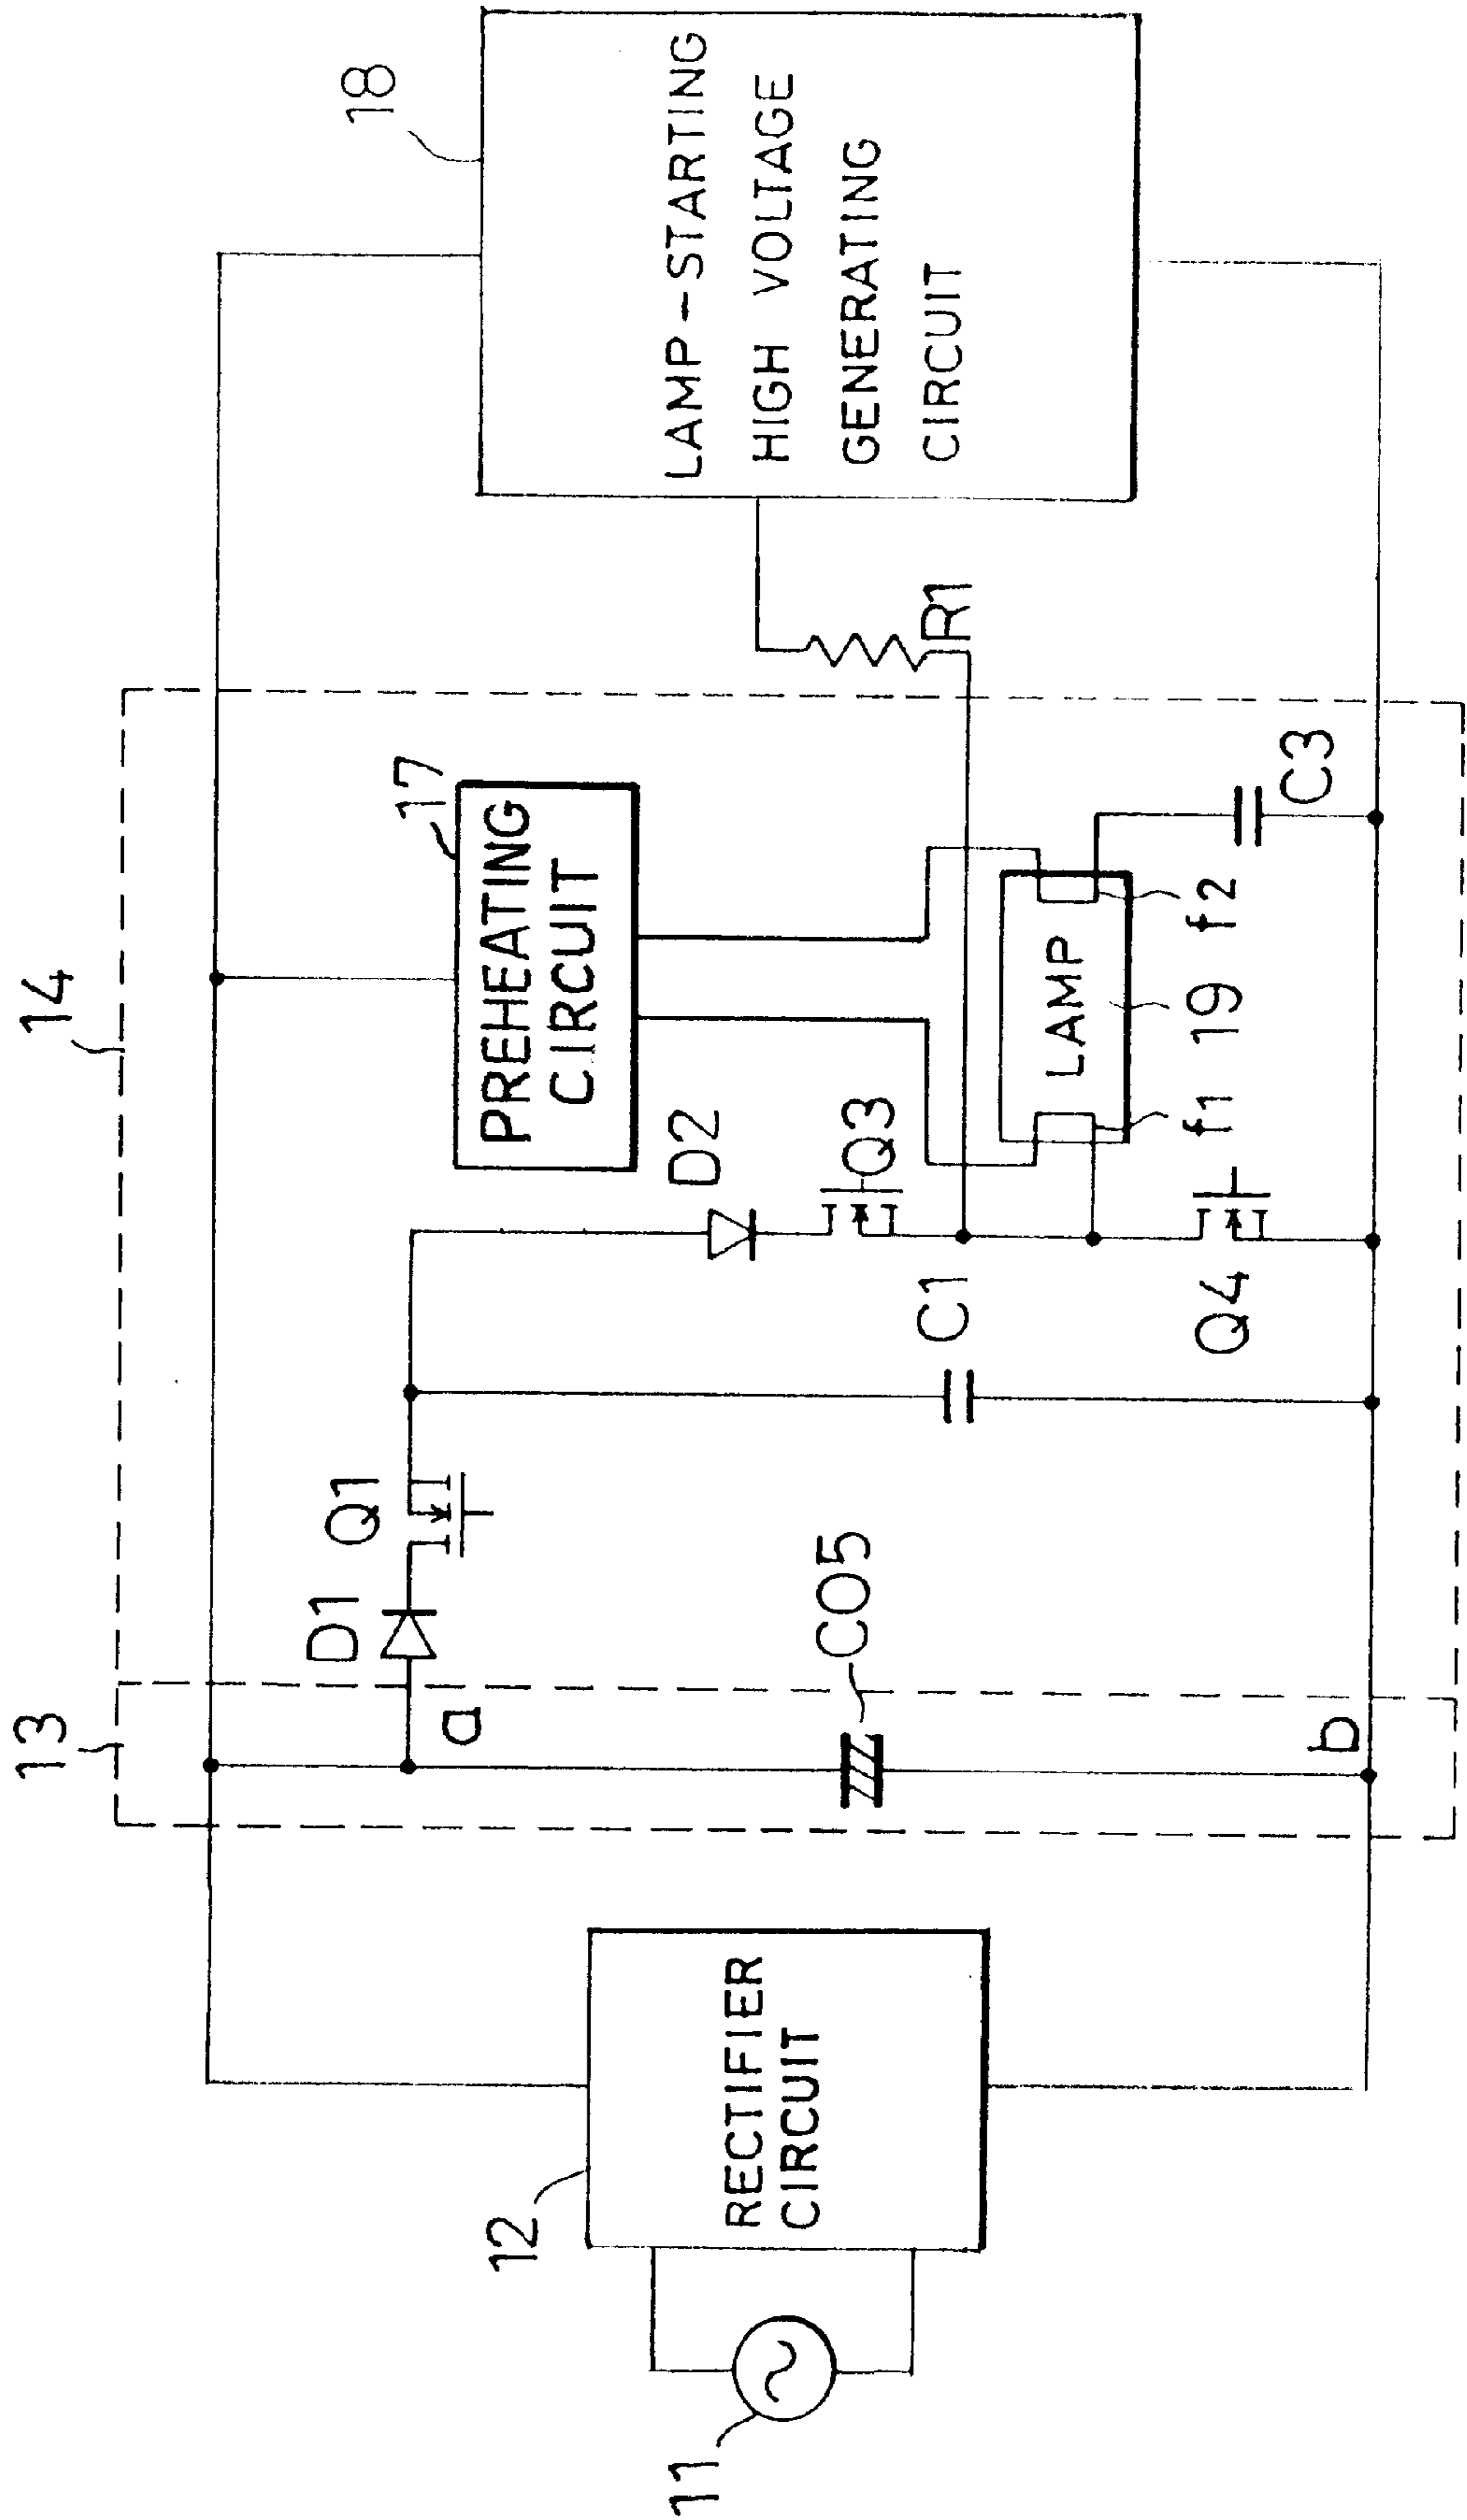 11
12
RECTIFIER
CIRCUIT
13
a
b
CO5
14
D1
Q1
C1
D2
Q3
Q4
17
PREHEATING
CIRCUIT
LAMP
f1
19
f2
C3
R1
18
LAMP-STARTING
HIGH VOLTAGE
GENERATING
CIRCUIT